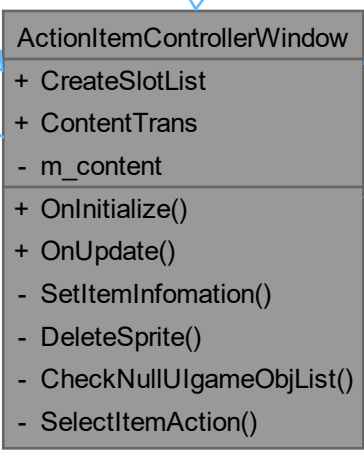 ActionItemControllerWindow
+ CreateSlotList
+ ContentTrans
- m_content
+ OnInitialize()
+ OnUpdate()
- SetItemInfomation()
- DeleteSprite()
- CheckNullUIgameObjList()
- SelectItemAction()